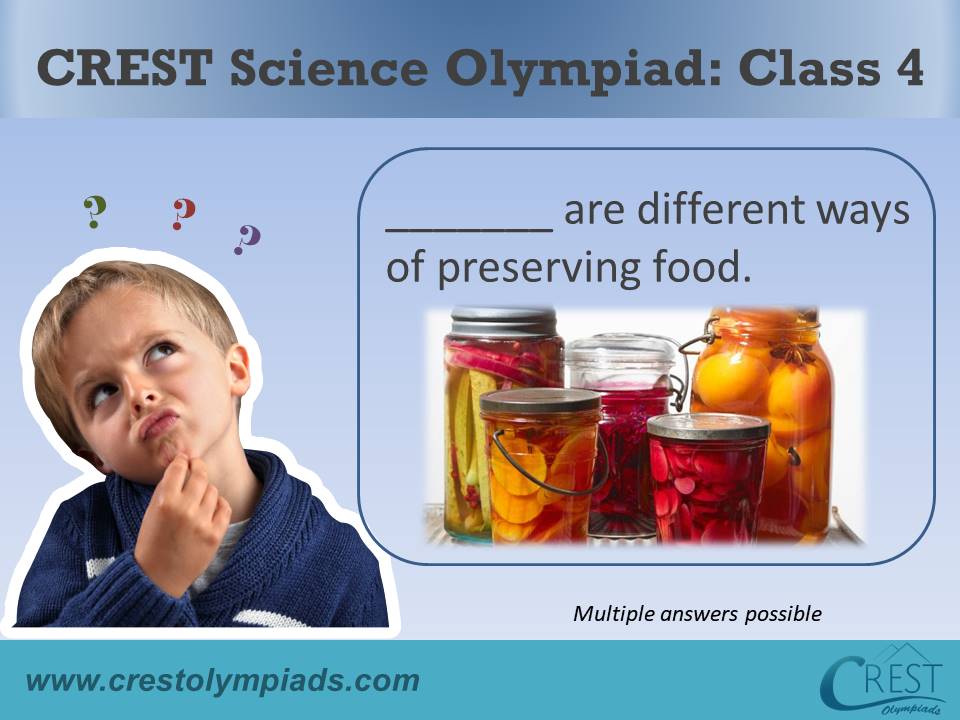 CREST Science Olympiad: Class 4
? ? ?
_______ are different ways
of preserving food.
Multiple answers possible
www.crestolympiads.com
CREST
Olympiads